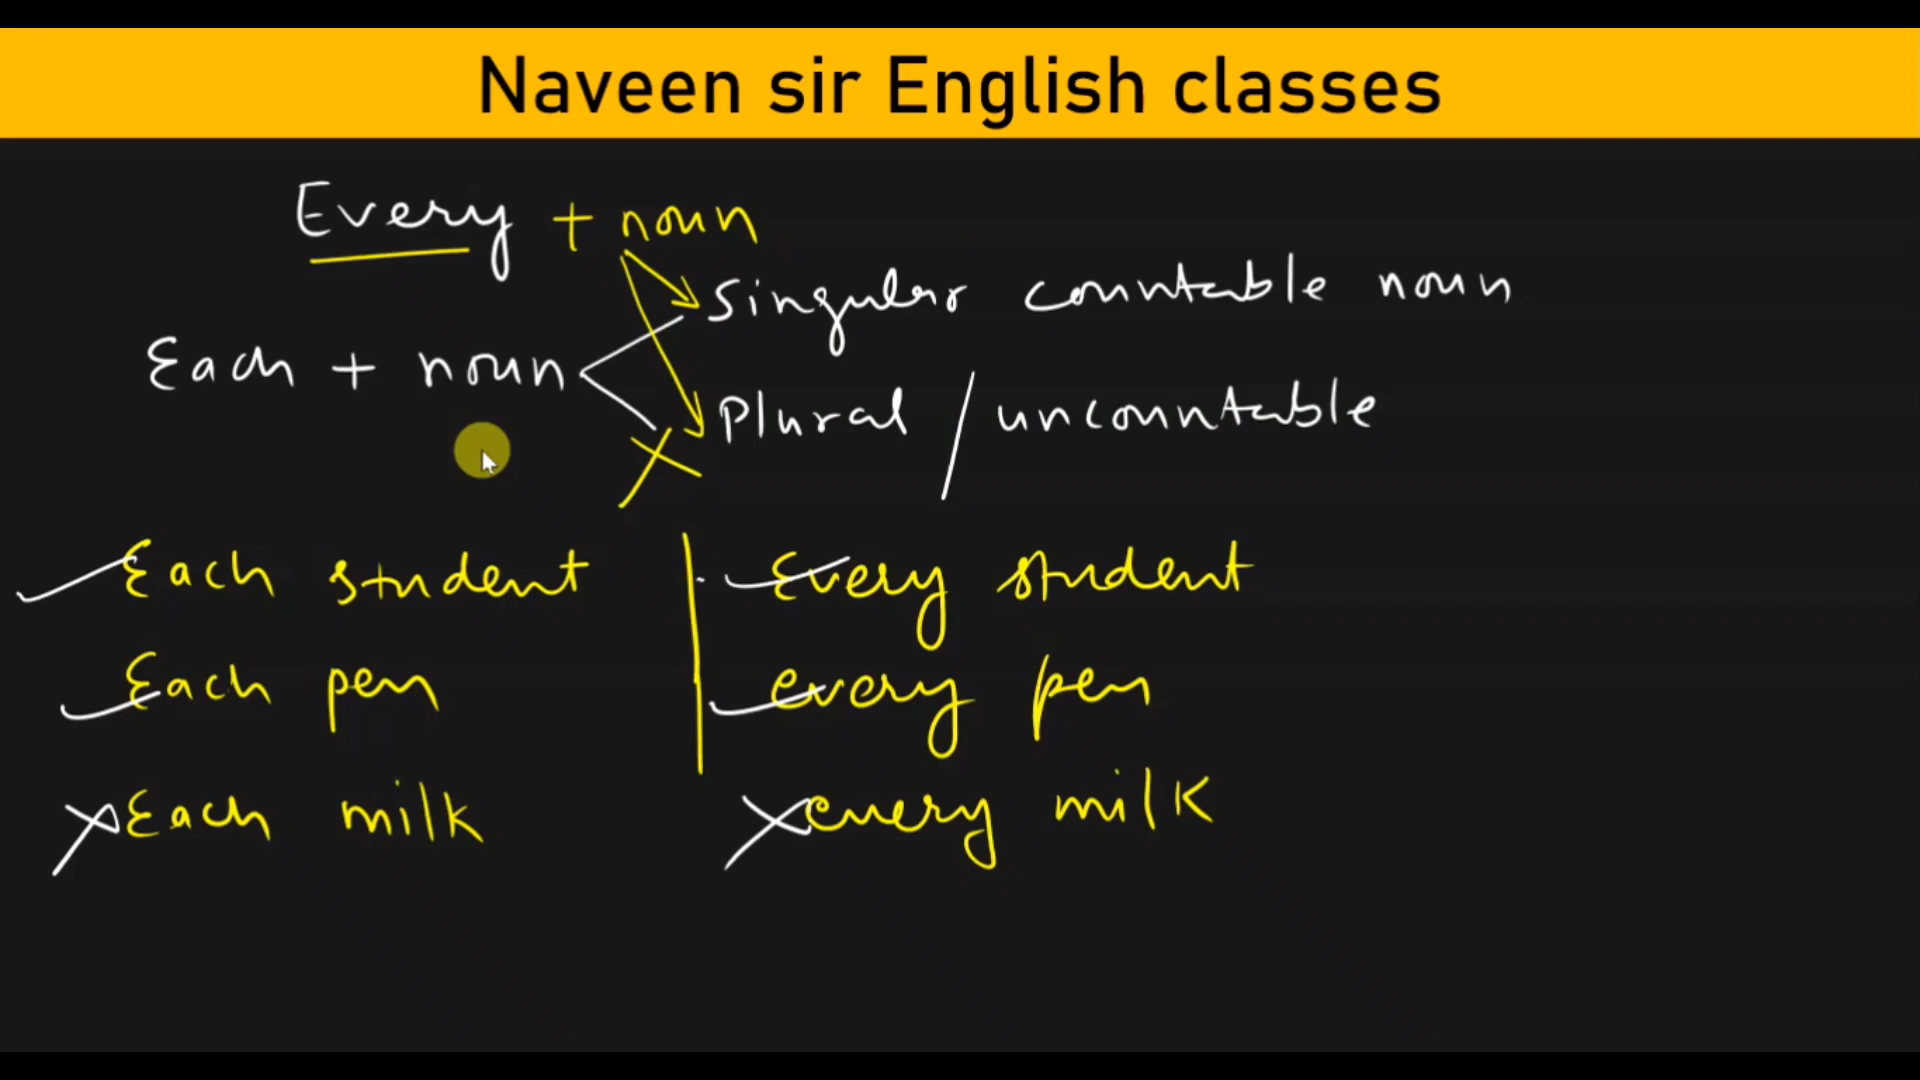 Naveen sir English classes
Every + noun
Singular countable noun
Each + noun
Plural / uncountable
Each student | Every student
Each pen | every pen
Each milk every milk